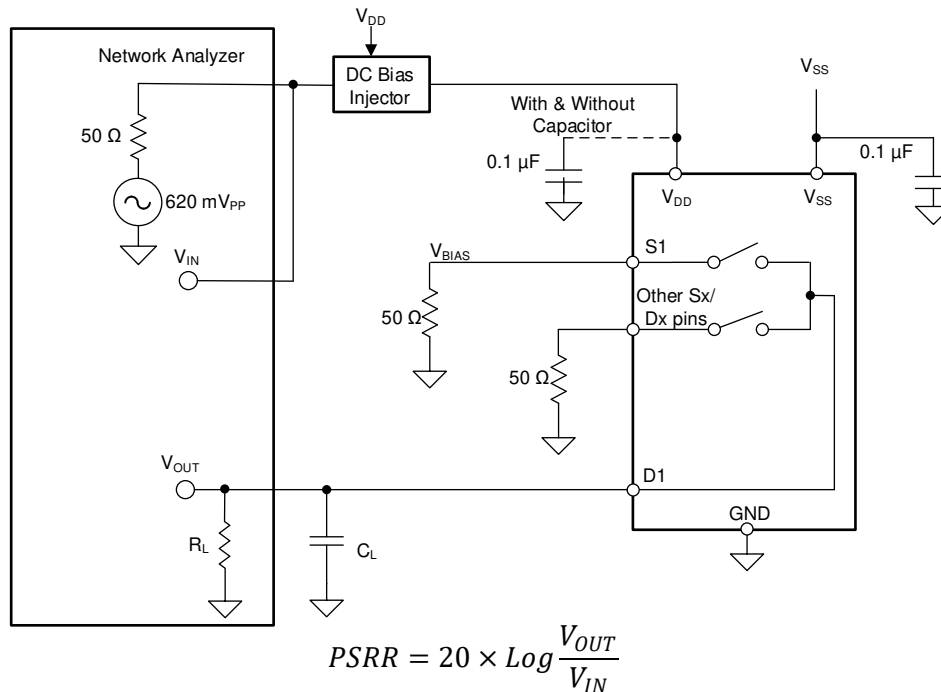 V_DD
Network Analyzer
DC Bias
Injector
V_SS
With & Without
Capacitor
50 Ω
0.1 µF
0.1 µF
620 mV_PP
V_DD
V_SS
V_IN
V_BIAS
S1
50 Ω
Other Sx/
Dx pins
50 Ω
V_OUT
D1
GND
R_L
C_L
PSRR = 20 × Log V_OUT / V_IN